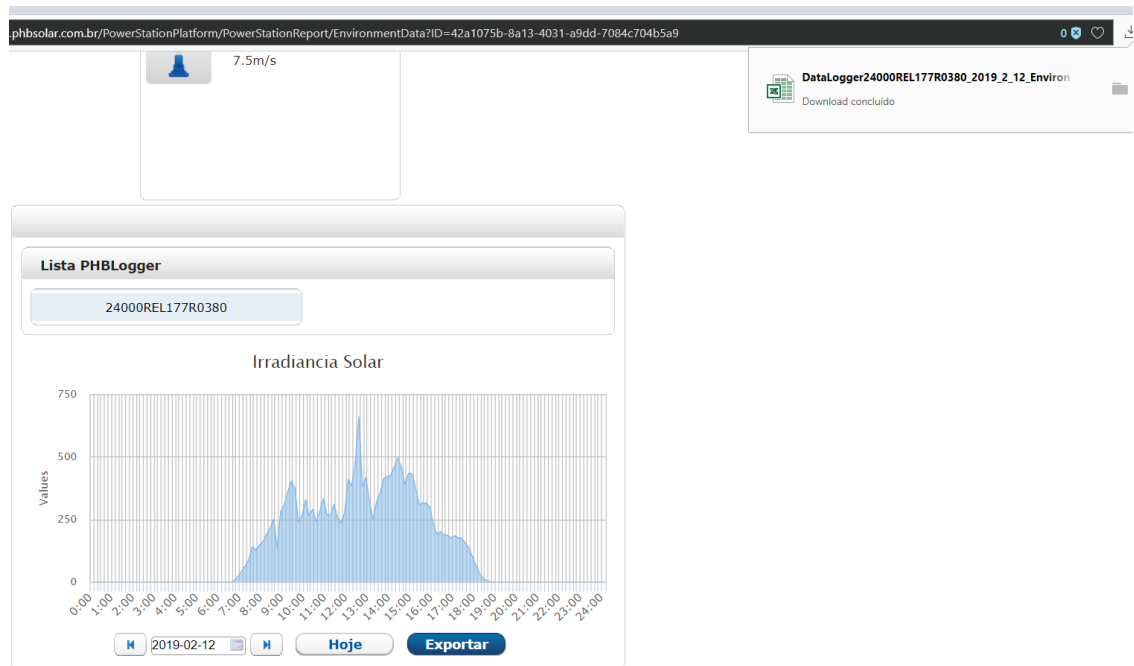 .phbsolar.com.br/PowerStationPlatform/PowerStationReport/EnvironmentData?ID=42a1075b-8a13-4031-a9dd-7084c704b5a9
0
7.5m/s
DataLogger24000REL177R0380_2019_2_12_Environ
Download concluído
Lista PHBLogger
24000REL177R0380
Irradiancia Solar
Values
750
500
250
0
0:00 1:00 2:00 3:00 4:00 5:00 6:00 7:00 8:00 9:00 10:00 11:00 12:00 13:00 14:00 15:00 16:00 17:00 18:00 19:00 20:00 21:00 22:00 23:00 24:00
2019-02-12
Hoje
Exportar